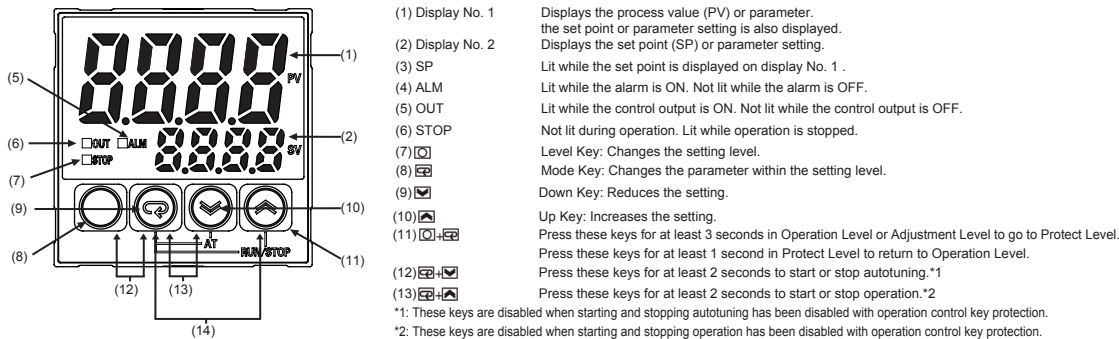 (1)
PV
(5)
(2)
(6)
OUT
ALM
SV
STOP
(7)
(9)
(10)
AT
RUN/STOP
(8)
(11)
(12)
(13)
(14)
(1) Display No. 1 Displays the process value (PV) or parameter.
the set point or parameter setting is also displayed.
(2) Display No. 2 Displays the set point (SP) or parameter setting.
(3) SP Lit while the set point is displayed on display No. 1 .
(4) ALM Lit while the alarm is ON. Not lit while the alarm is OFF.
(5) OUT Lit while the control output is ON. Not lit while the control output is OFF.
(6) STOP Not lit during operation. Lit while operation is stopped.
(7) Level Key: Changes the setting level.
(8) Mode Key: Changes the parameter within the setting level.
(9) Down Key: Reduces the setting.
(10) Up Key: Increases the setting.
(11) + Press these keys for at least 3 seconds in Operation Level or Adjustment Level to go to Protect Level.
Press these keys for at least 1 second in Protect Level to return to Operation Level.
(12) + Press these keys for at least 2 seconds to start or stop autotuning.*1
(13) + Press these keys for at least 2 seconds to start or stop operation.*2
*1: These keys are disabled when starting and stopping autotuning has been disabled with operation control key protection.
*2: These keys are disabled when starting and stopping operation has been disabled with operation control key protection.